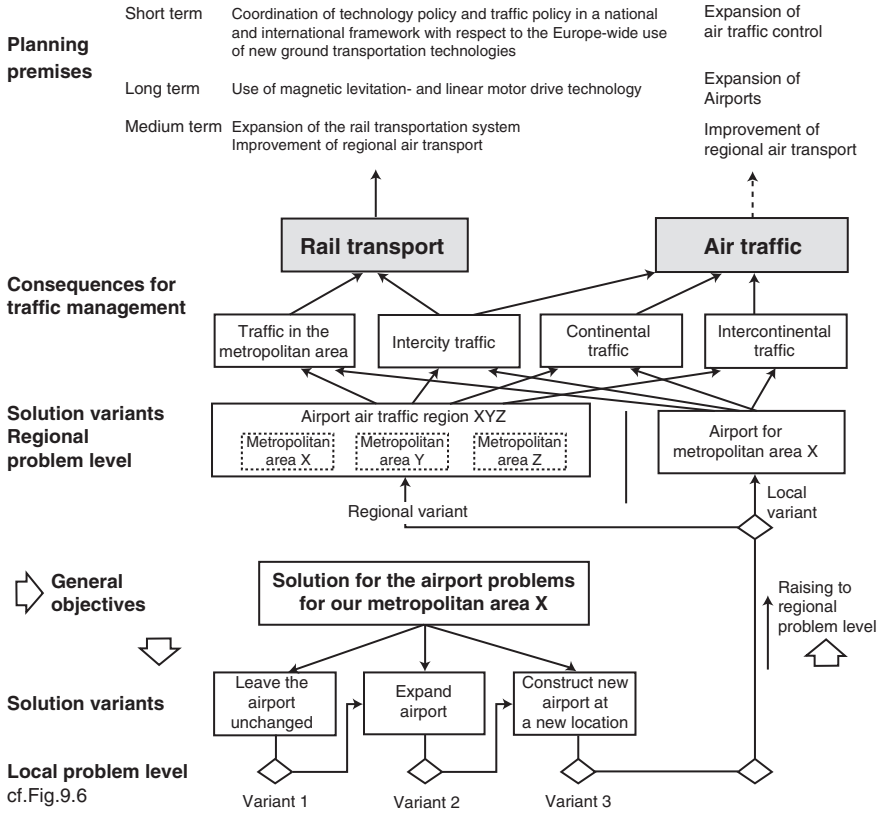 Planning
premises
Short term
Coordination of technology policy and traffic policy in a national
and international framework with respect to the Europe-wide use
of new ground transportation technologies
Expansion of
air traffic control
Long term
Use of magnetic levitation- and linear motor drive technology
Expansion of
Airports
Medium term
Expansion of the rail transportation system
Improvement of regional air transport
Improvement of
regional air transport
Rail transport
Air traffic
Consequences for
traffic management
Traffic in the
metropolitan area
Intercity traffic
Continental
traffic
Intercontinental
traffic
Solution variants
Regional
problem level
Airport air traffic region XYZ
Metropolitan
area X
Metropolitan
area Y
Metropolitan
area Z
Airport for
metropolitan area X
Regional variant
Local
variant
General
objectives
Solution for the airport problems
for our metropolitan area X
Raising to
regional
problem level
Solution variants
Leave the
airport
unchanged
Expand
airport
Construct new
airport at
a new location
Local problem level
cf.Fig.9.6
Variant 1
Variant 2
Variant 3